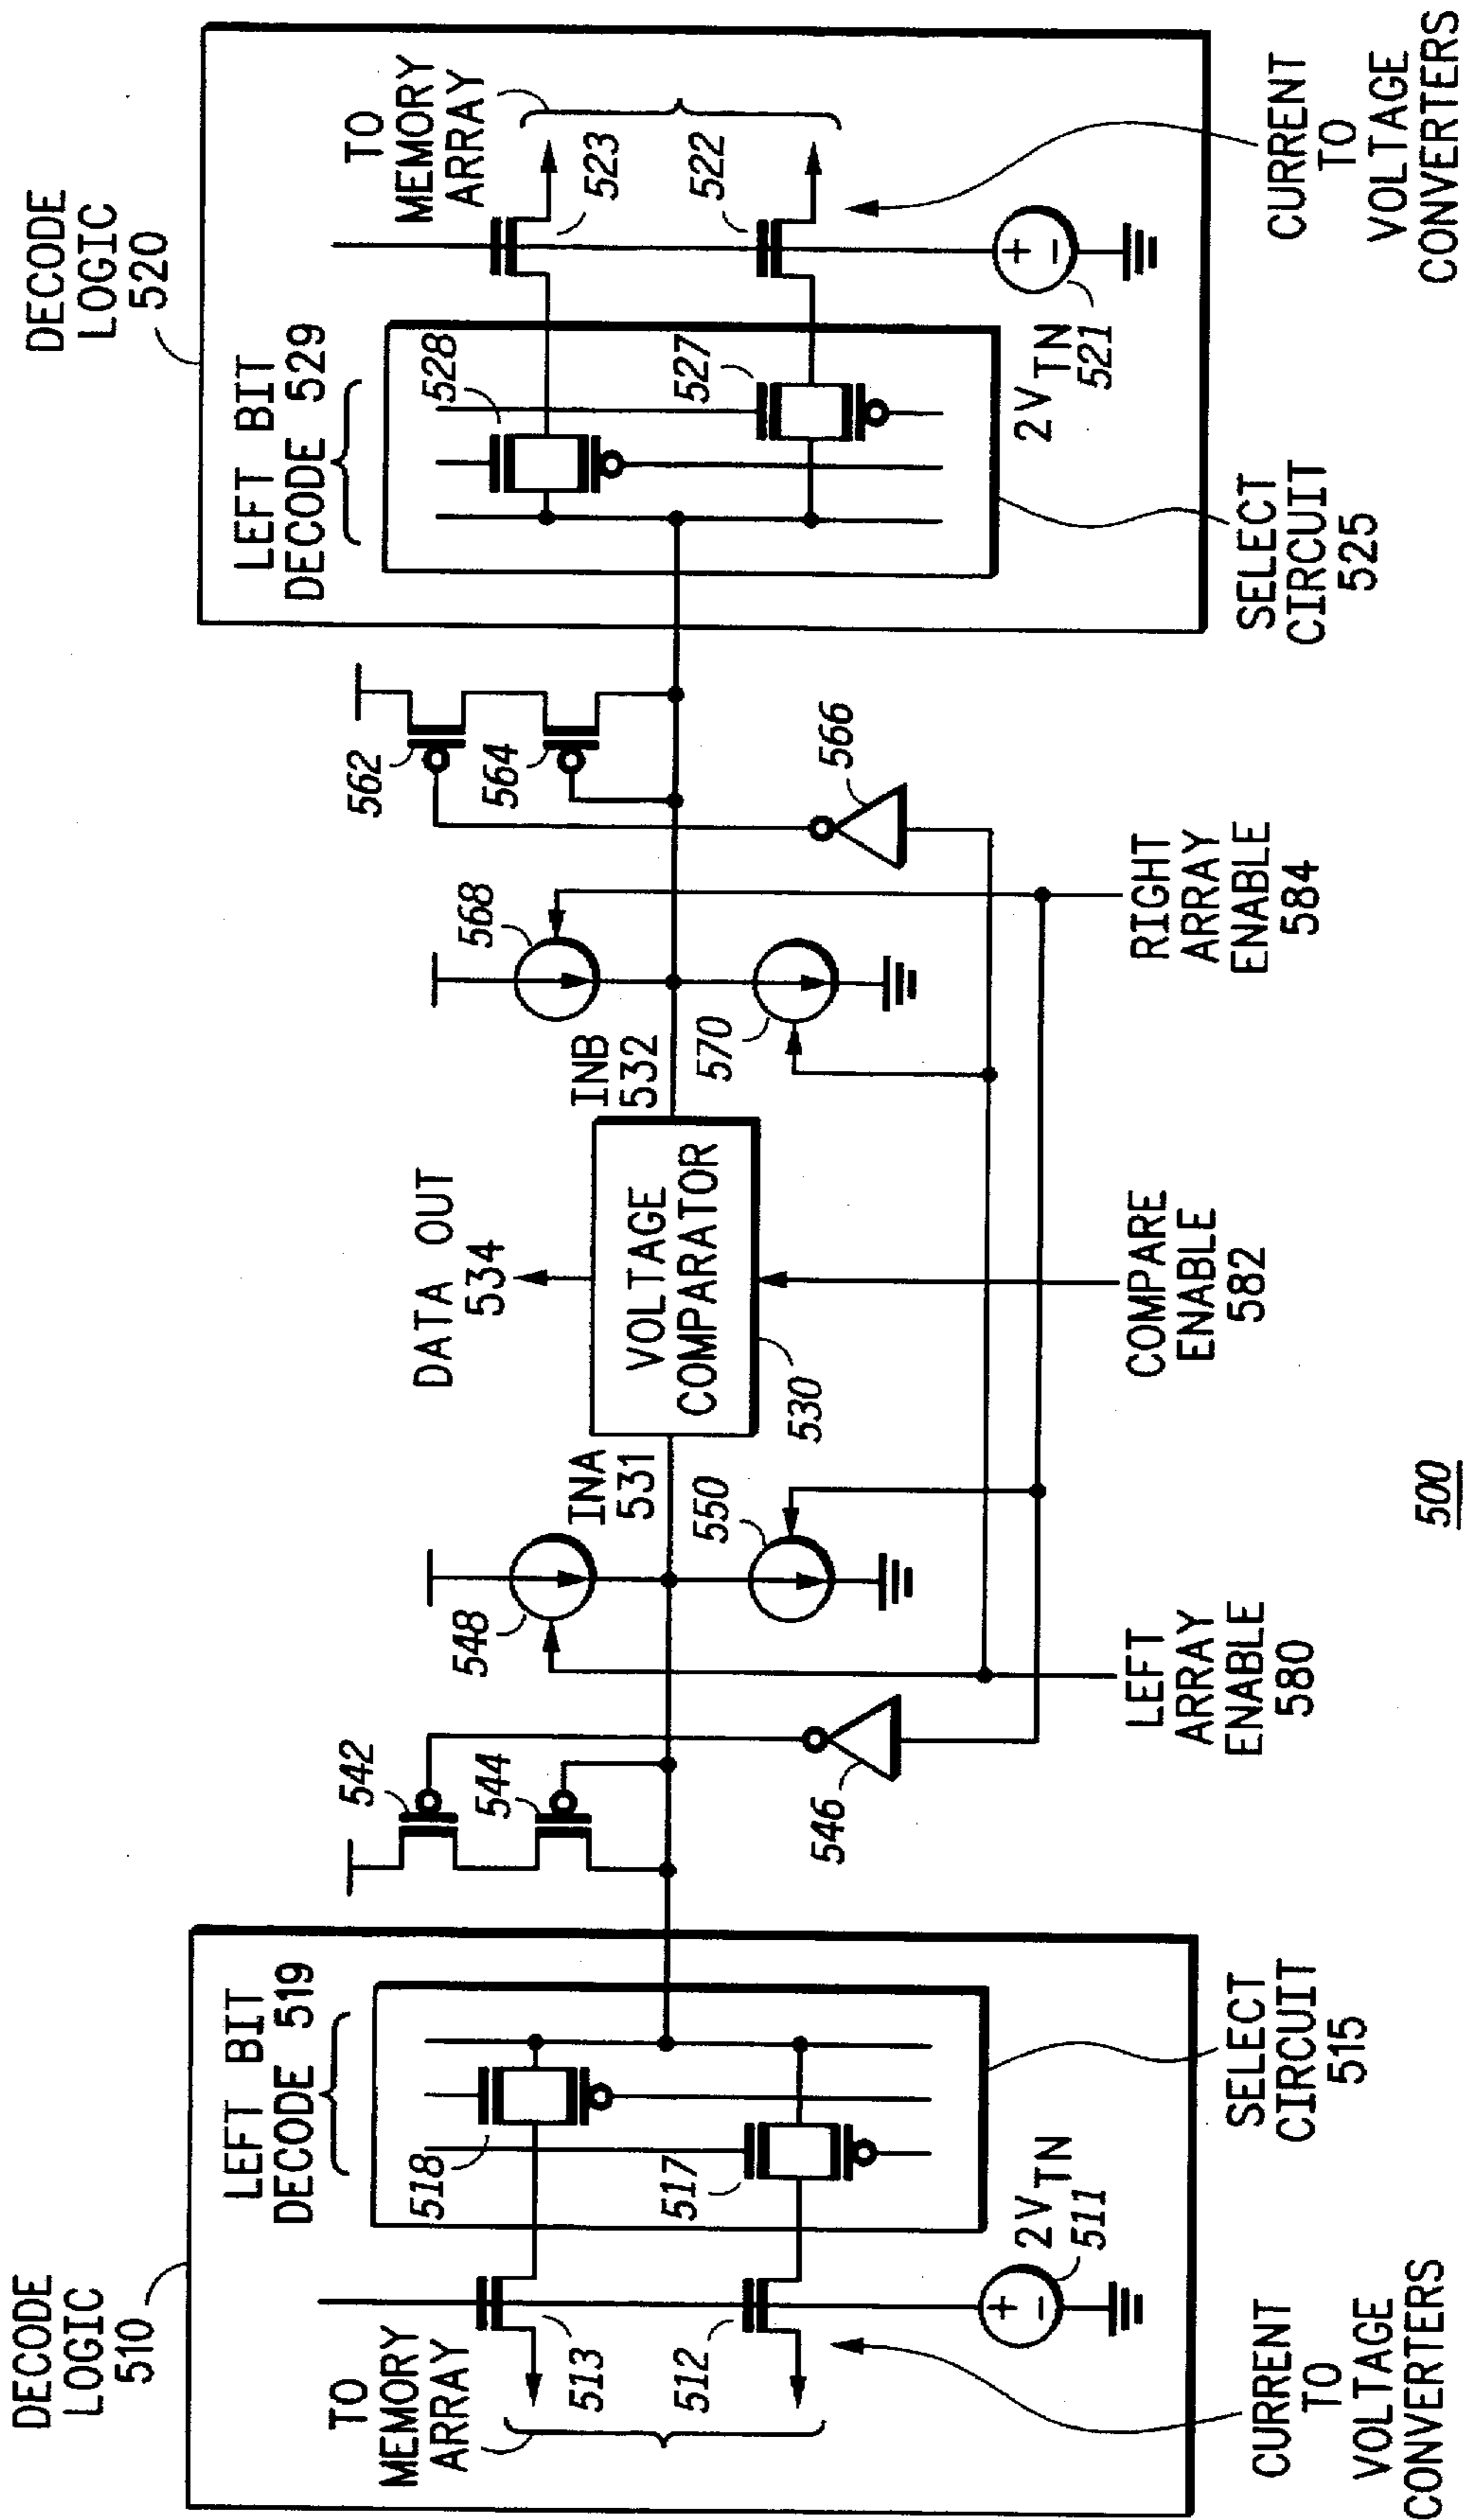 DECODE
LOGIC
510
LEFT BIT
DECODE 519
TO
MEMORY
ARRAY
513
512
518
517
2V TN
511
SELECT
CIRCUIT
515
CURRENT
TO
VOLTAGE
CONVERTERS
542
544
546
548
550
INA
531
DATA OUT
534
VOLTAGE
COMPARATOR
530
INB
532
568
570
562
564
566
LEFT
ARRAY
ENABLE
580
COMPARE
ENABLE
582
RIGHT
ARRAY
ENABLE
584
DECODE
LOGIC
520
LEFT BIT
DECODE 529
TO
MEMORY
ARRAY
528
527
523
522
2V TN
521
SELECT
CIRCUIT
525
CURRENT
TO
VOLTAGE
CONVERTERS
500